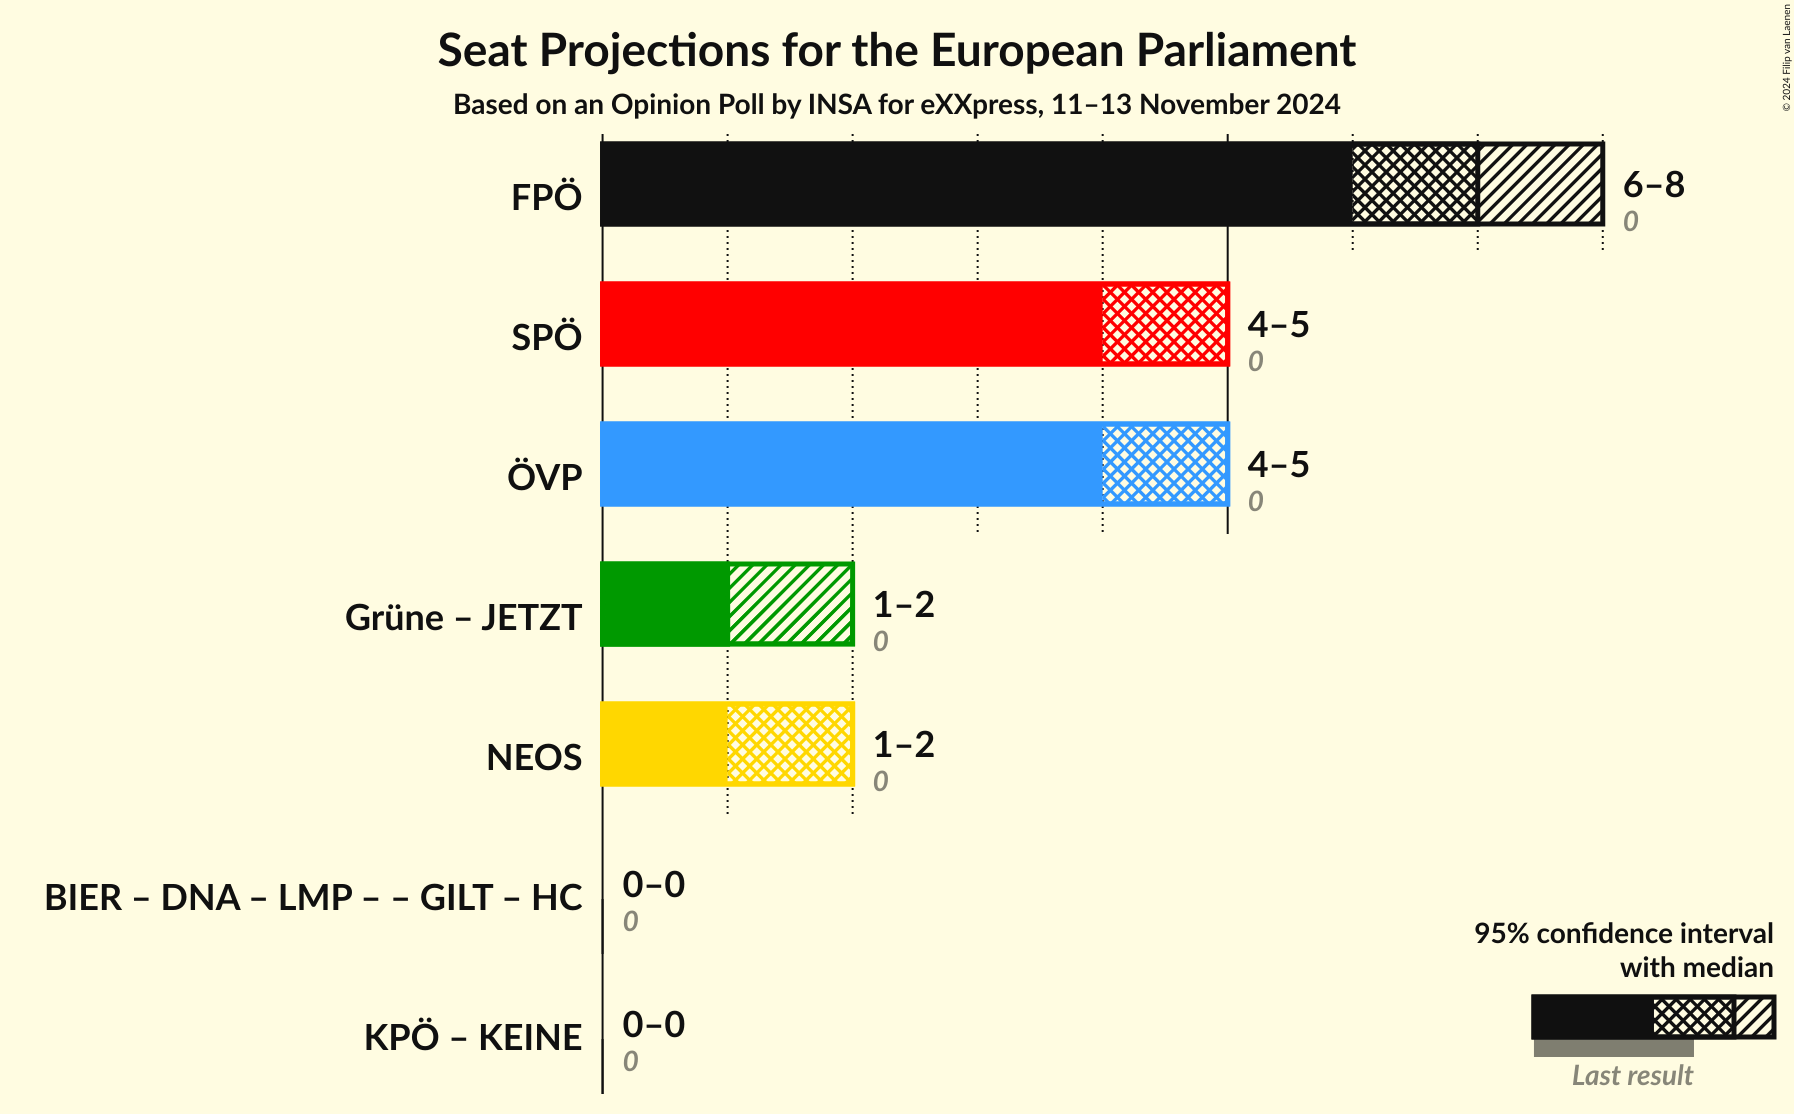 Seat Projections for the European Parliament
Based on an Opinion Poll by INSA for eXXpress, 11–13 November 2024
© 2024 Filip van Laenen
FPÖ
6–8
0
SPÖ
4–5
0
ÖVP
4–5
0
Grüne – JETZT
1–2
0
NEOS
1–2
0
BIER – DNA – LMP – – GILT – HC
0–0
0
KPÖ – KEINE
0–0
0
95% confidence interval
with median
Last result